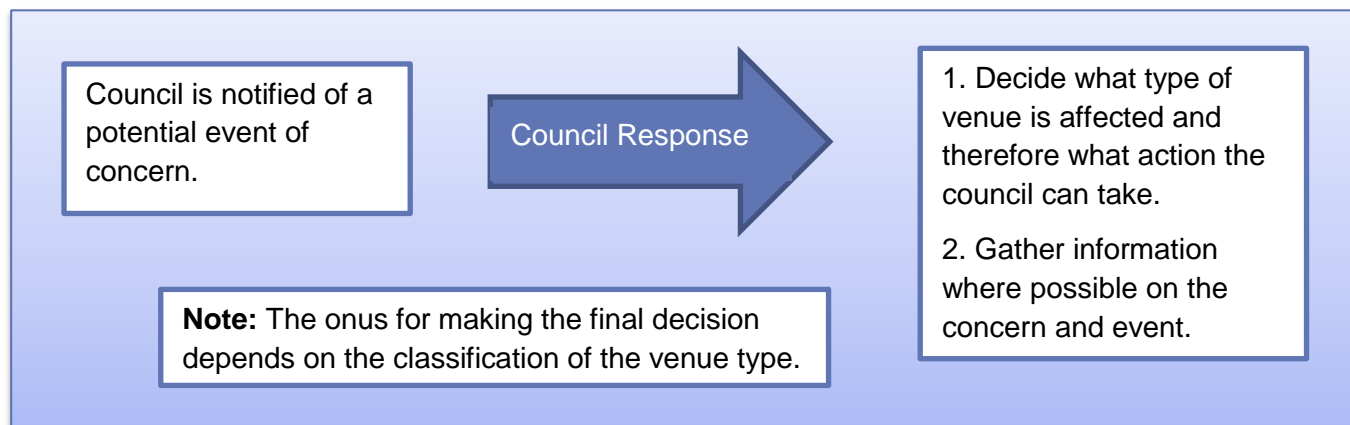 Council is notified of a
potential event of
concern.
Council Response
1. Decide what type of
venue is affected and
therefore what action the
council can take.
2. Gather information
where possible on the
concern and event.
Note: The onus for making the final decision
depends on the classification of the venue type.